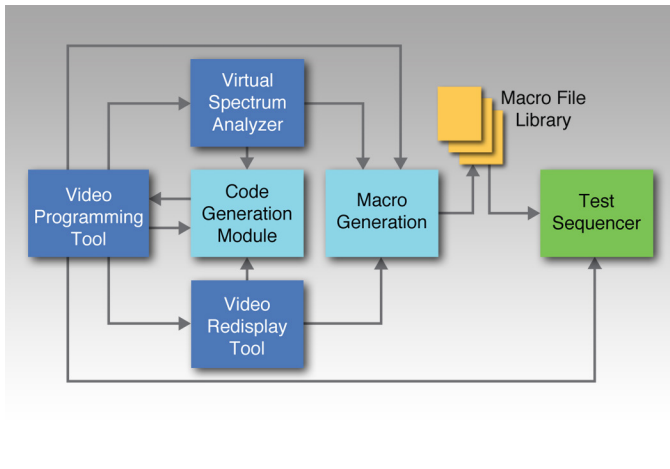 Virtual
Spectrum
Analyzer
Macro File
Library
Video
Programming
Tool
Code
Generation
Module
Macro
Generation
Test
Sequencer
Video
Redisplay
Tool